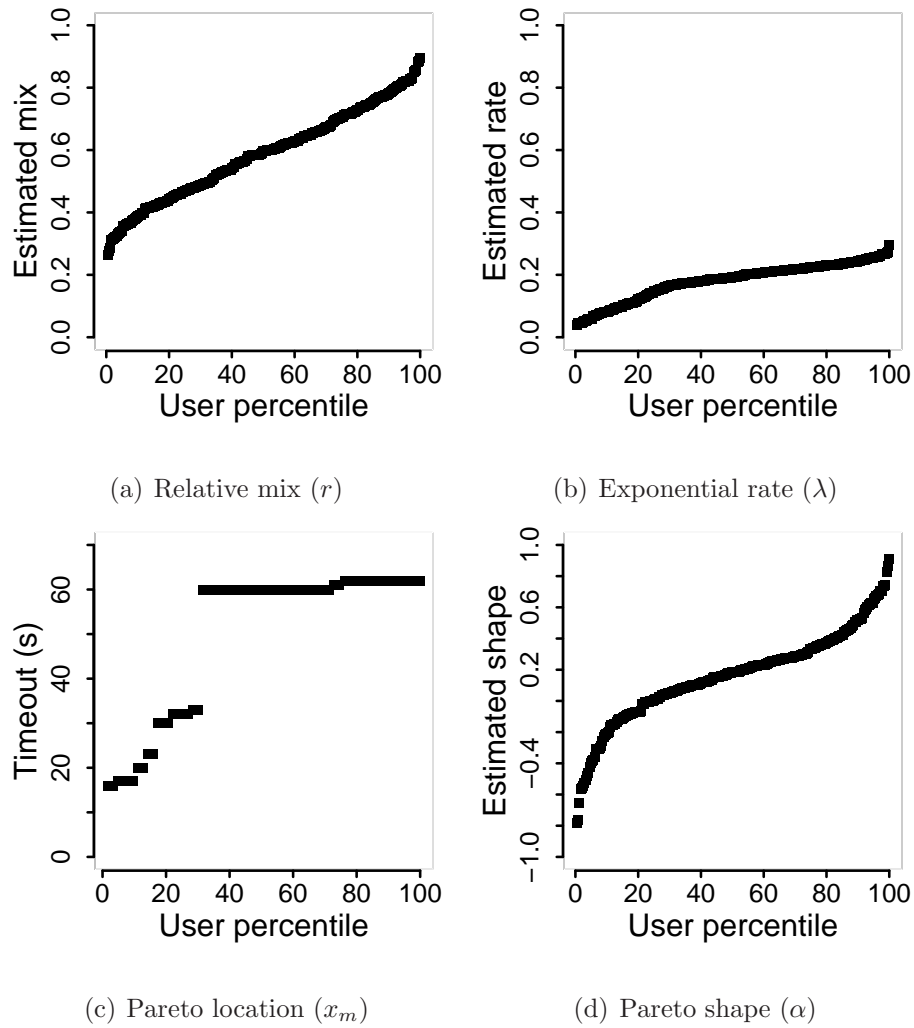 Estimated mix
0.0 0.2 0.4 0.6 0.8 1.0
0 20 40 60 80 100
User percentile
(a) Relative mix (r)
Estimated rate
0.0 0.2 0.4 0.6 0.8 1.0
0 20 40 60 80 100
User percentile
(b) Exponential rate (λ)
Timeout (s)
0 20 40 60
0 20 40 60 80 100
User percentile
(c) Pareto location (xₘ)
Estimated shape
−1.0 −0.4 0.2 0.6 1.0
0 20 40 60 80 100
User percentile
(d) Pareto shape (α)